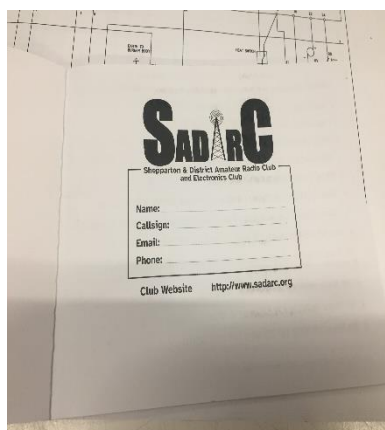 SADARC
Shepparton & District Amateur Radio Club
and Electronics Club
Name:
Callsign:
Email:
Phone:
Club Website http://www.sadarc.org